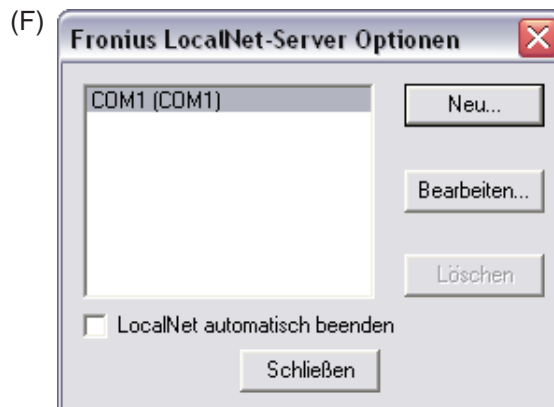 (F)
Fronius LocalNet-Server Optionen
COM1 (COM1)
Neu...
Bearbeiten...
Löschen
LocalNet automatisch beenden
Schließen